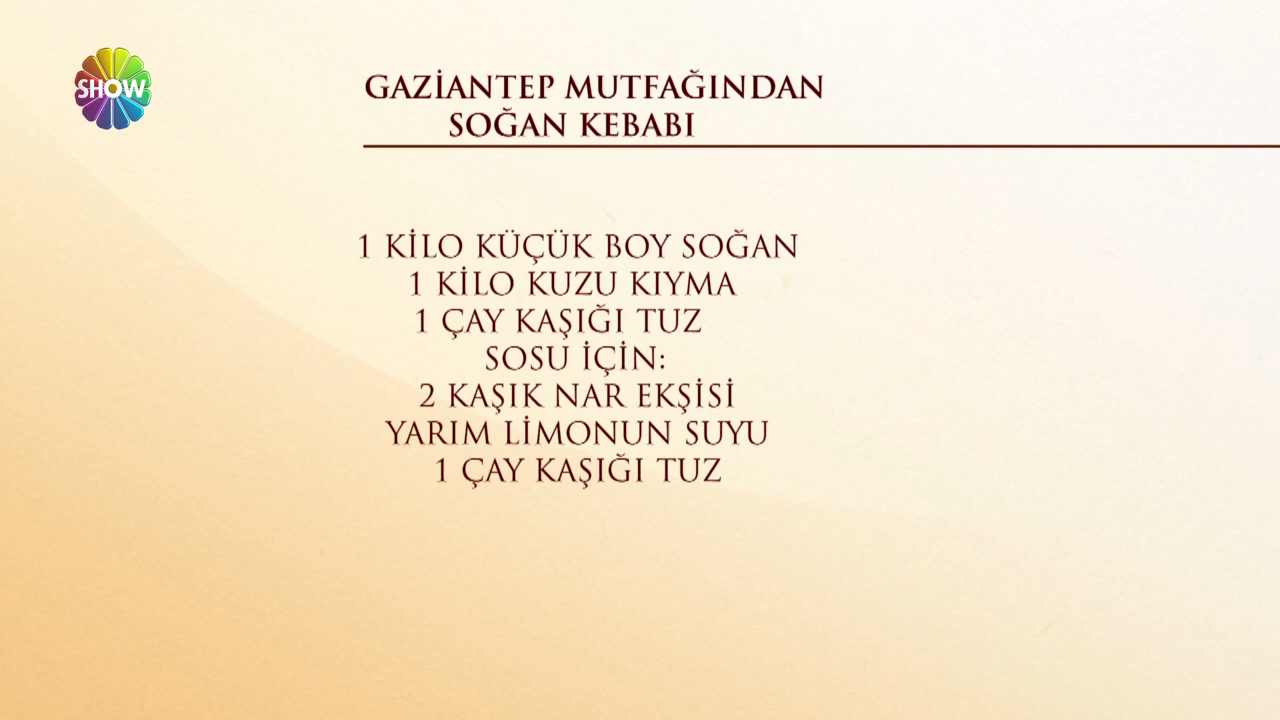 SHOW
GAZİANTEP MUTFAĞINDAN
SOĞAN KEBABI
1 KİLO KÜÇÜK BOY SOĞAN
1 KİLO KUZU KIYMA
1 ÇAY KAŞIĞI TUZ
SOSU İÇİN:
2 KAŞIK NAR EKŞİSİ
YARIM LİMONUN SUYU
1 ÇAY KAŞIĞI TUZ